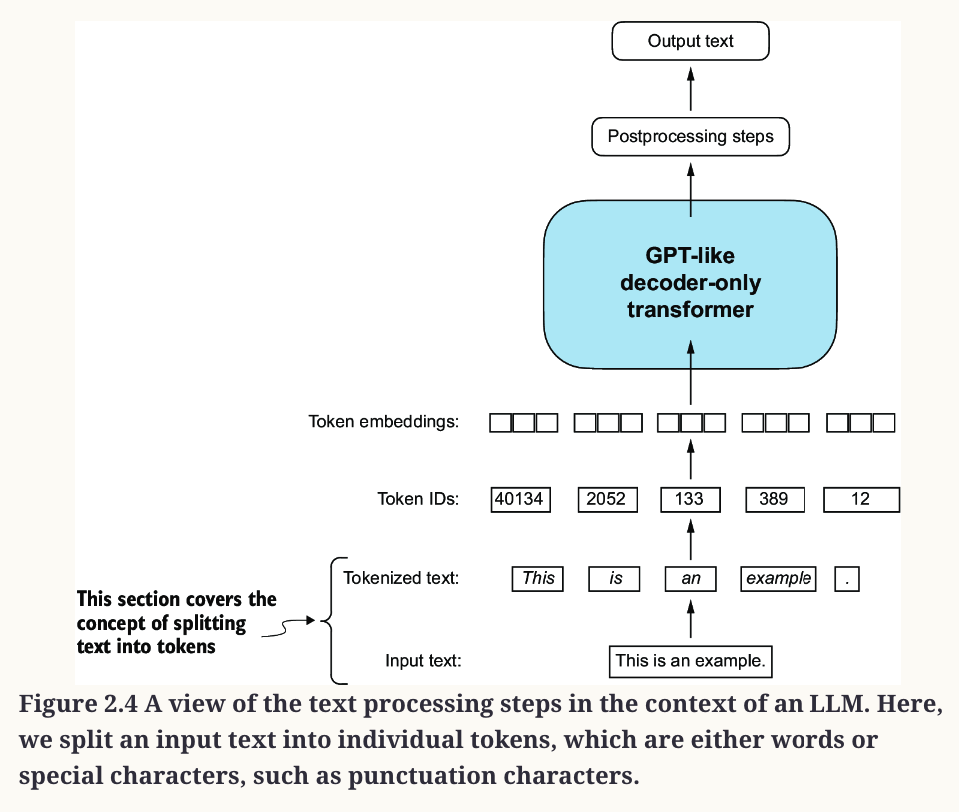 Output text
Postprocessing steps
GPT-like
decoder-only
transformer
Token embeddings:
Token IDs: 40134 2052 133 389 12
Tokenized text: This is an example .
This section covers the
concept of splitting
text into tokens
Input text: This is an example.
Figure 2.4 A view of the text processing steps in the context of an LLM. Here,
we split an input text into individual tokens, which are either words or
special characters, such as punctuation characters.